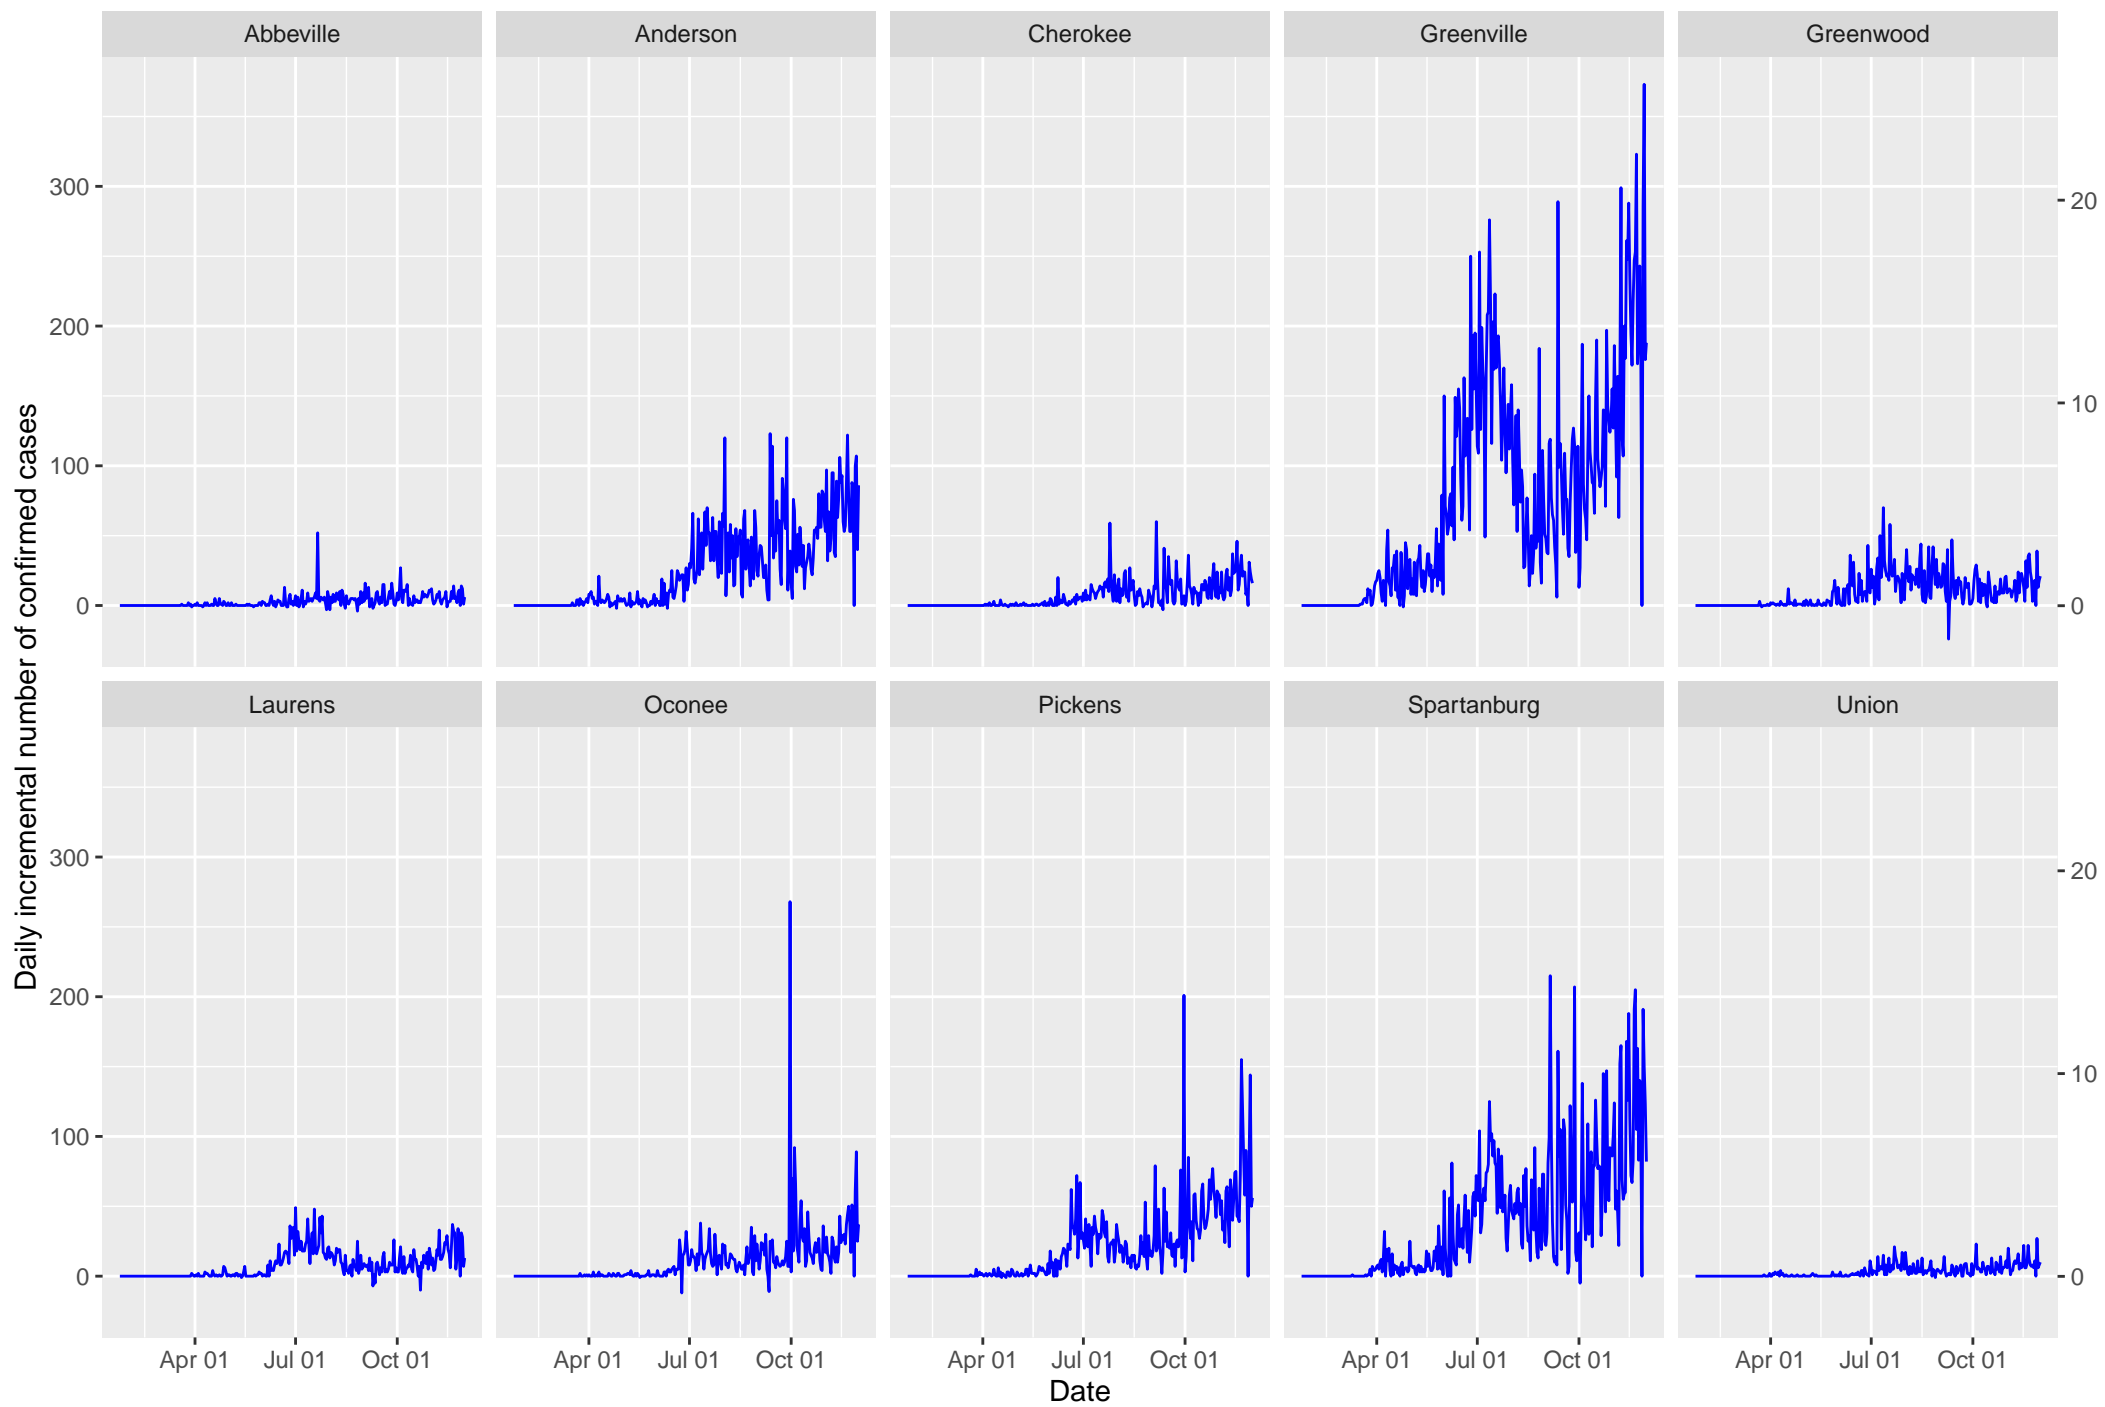 Abbeville
Anderson
Cherokee
Greenville
Greenwood
300
200
100
0
20
10
0
Daily incremental number of confirmed cases
Laurens
Oconee
Pickens
Spartanburg
Union
300
200
100
0
20
10
0
Apr 01 Jul 01 Oct 01
Apr 01 Jul 01 Oct 01
Apr 01 Jul 01 Oct 01
Apr 01 Jul 01 Oct 01
Apr 01 Jul 01 Oct 01
Date